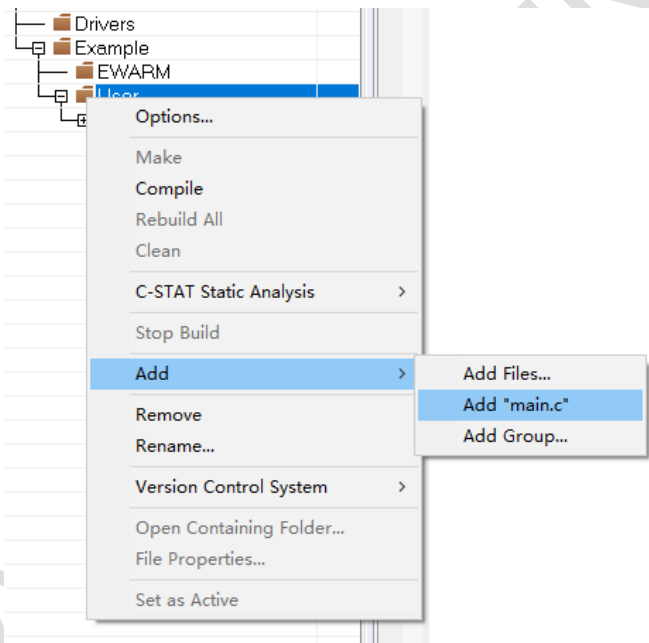 Drivers
Example
EWARM
User
Options...
Make
Compile
Rebuild All
Clean
C-STAT Static Analysis
Stop Build
Add
Add Files...
Add "main.c"
Add Group...
Remove
Rename...
Version Control System
Open Containing Folder...
File Properties...
Set as Active